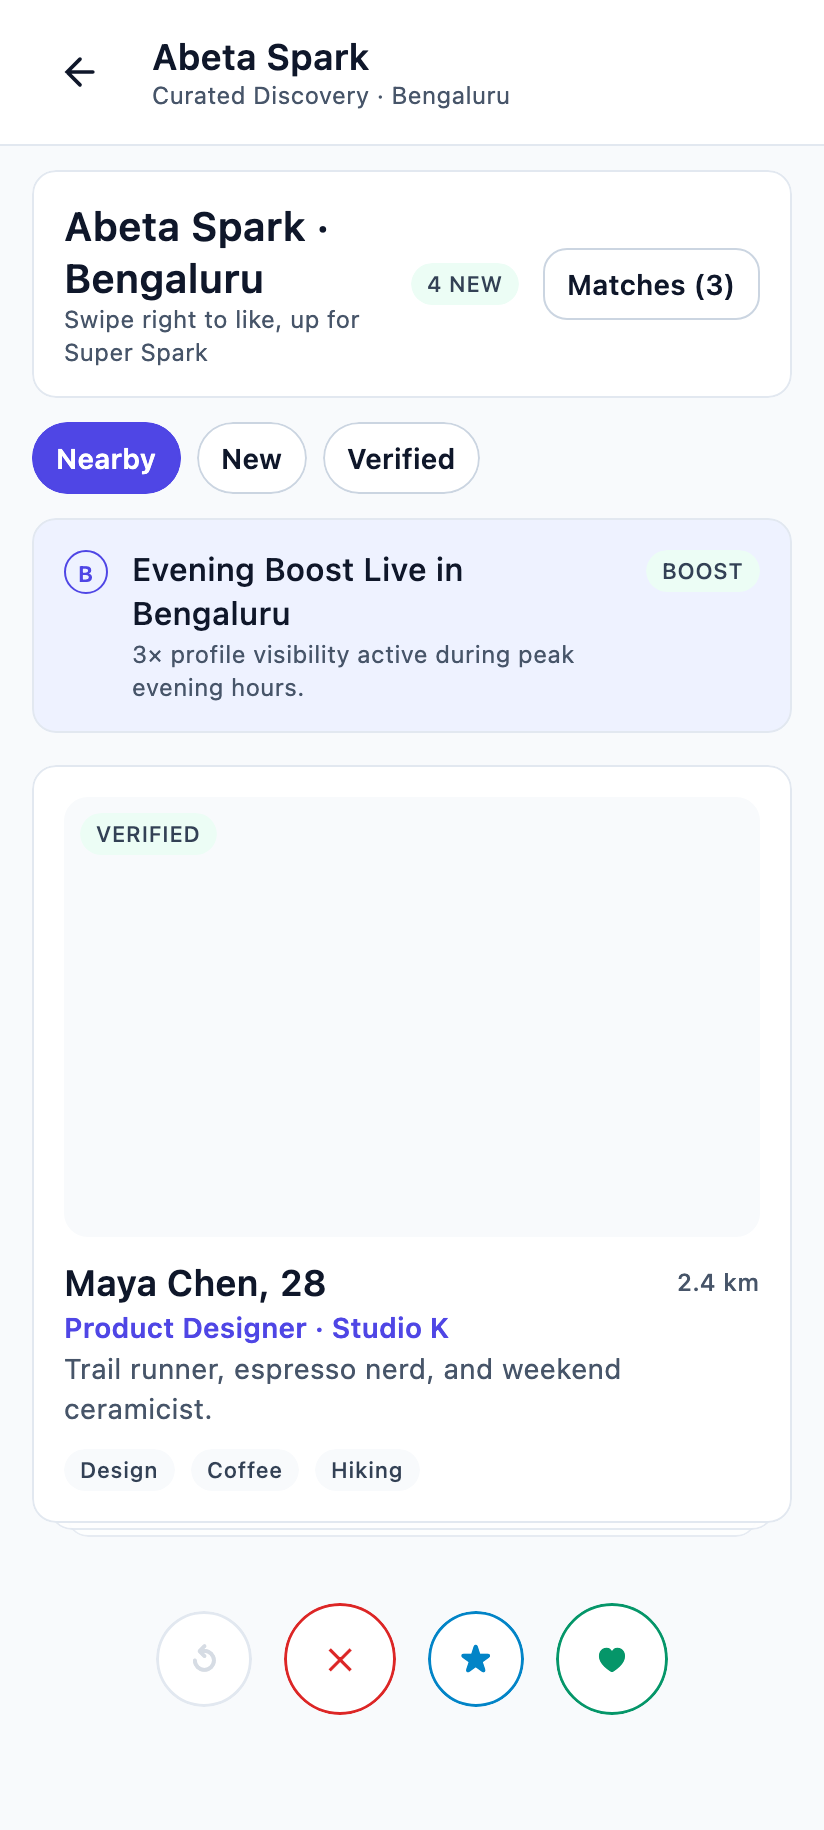 Abeta Spark
Curated Discovery · Bengaluru
Abeta Spark ·
Bengaluru
Swipe right to like, up for
Super Spark
4 NEW
Matches (3)
Nearby
New
Verified
B
Evening Boost Live in
Bengaluru
BOOST
3× profile visibility active during peak
evening hours.
VERIFIED
Maya Chen, 28
2.4 km
Product Designer · Studio K
Trail runner, espresso nerd, and weekend
ceramicist.
Design
Coffee
Hiking